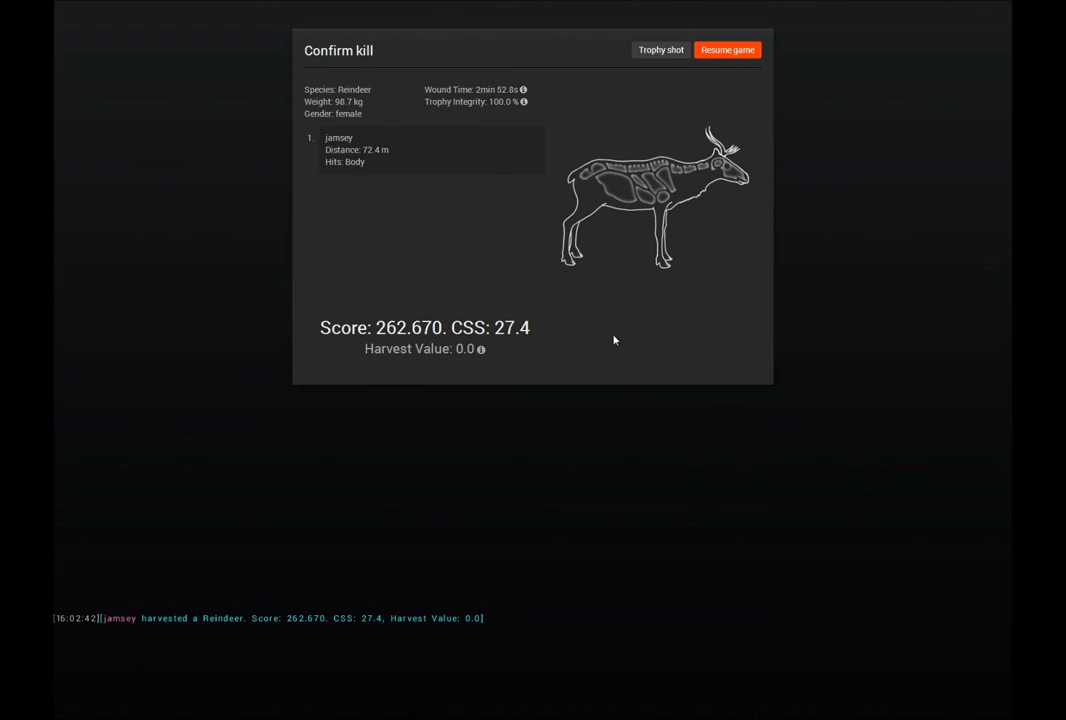 Confirm kill
Trophy shot
Resume game
Species: Reindeer
Weight: 98.7 kg
Gender: female
Wound Time: 2min 52.8s
Trophy Integrity: 100.0 %
1. jamsey
Distance: 72.4 m
Hits: Body
Score: 262.670. CSS: 27.4
Harvest Value: 0.0
[16:02:42][jamsey harvested a Reindeer. Score: 262.670. CSS: 27.4, Harvest Value: 0.0]